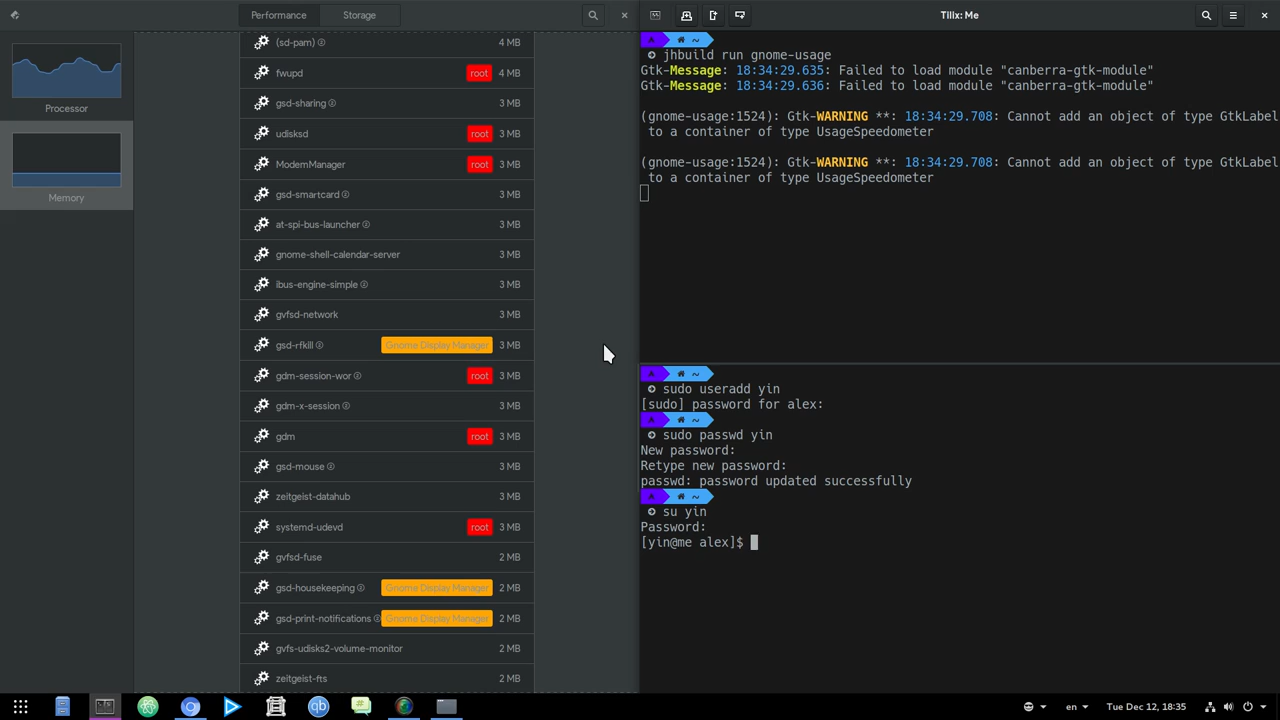 Performance
Storage
Processor
Memory
(sd-pam) ② 4 MB
fwupd root 4 MB
gsd-sharing ② 3 MB
udisksd root 3 MB
ModemManager root 3 MB
gsd-smartcard ② 3 MB
at-spi-bus-launcher ② 3 MB
gnome-shell-calendar-server 3 MB
ibus-engine-simple ② 3 MB
gvfsd-network 3 MB
gsd-rfkill ② Gnome Display Manager 3 MB
gdm-session-wor ② root 3 MB
gdm-x-session ② 3 MB
gdm root 3 MB
gsd-mouse ② 3 MB
zeitgeist-datahub 3 MB
systemd-udevd root 3 MB
gvfsd-fuse 2 MB
gsd-housekeeping ② Gnome Display Manager 2 MB
gsd-print-notifications ② Gnome Display Manager 2 MB
gvfs-udisks2-volume-monitor 2 MB
zeitgeist-fts 2 MB
Tilix: Me
~
jhbuild run gnome-usage
Gtk-Message: 18:34:29.635: Failed to load module "canberra-gtk-module"
Gtk-Message: 18:34:29.636: Failed to load module "canberra-gtk-module"
(gnome-usage:1524): Gtk-WARNING **: 18:34:29.708: Cannot add an object of type GtkLabel
to a container of type UsageSpeedometer
(gnome-usage:1524): Gtk-WARNING **: 18:34:29.708: Cannot add an object of type GtkLabel
to a container of type UsageSpeedometer
~
sudo useradd yin
[sudo] password for alex:
~
sudo passwd yin
New password:
Retype new password:
passwd: password updated successfully
~
su yin
Password:
[yin@me alex]$
en
Tue Dec 12, 18:35